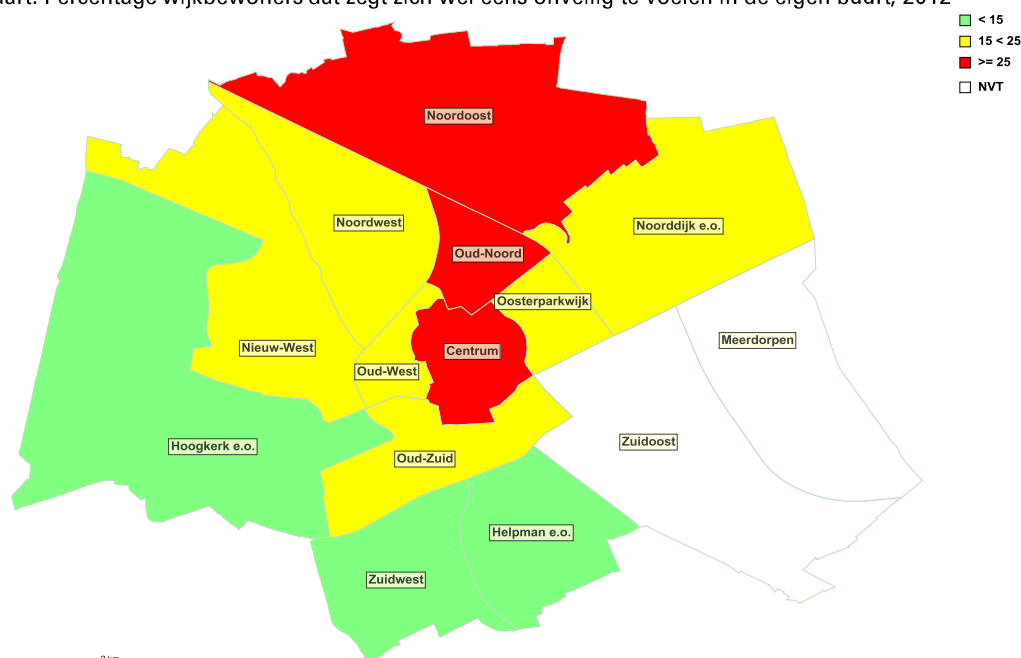 Percentage wijkbewoners dat zegt zich wel eens onveilig te voelen in de eigen buurt, 2012
< 15
15 < 25
>= 25
NVT
Noordoost
Noordwest
Noorddijk e.o.
Oud-Noord
Oosterparkwijk
Meerdorpen
Nieuw-West
Centrum
Oud-West
Zuidoost
Hoogkerk e.o.
Oud-Zuid
Helpman e.o.
Zuidwest